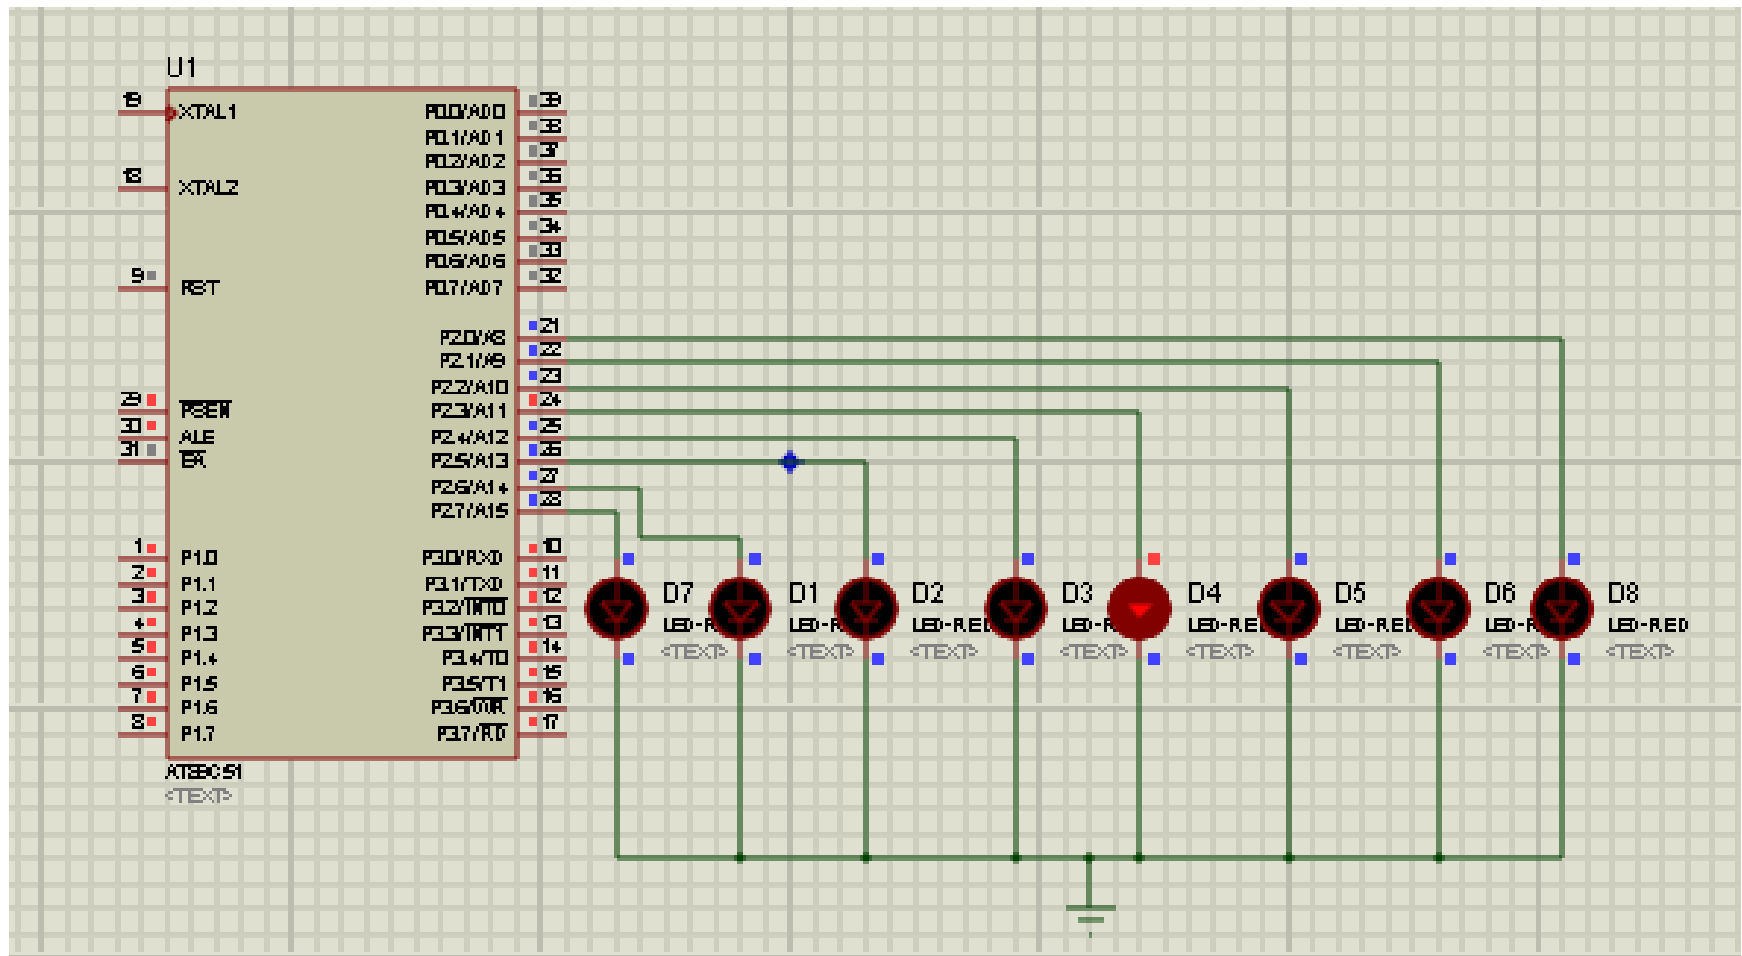 U1
19
XTAL1
18
XTAL2
9
RST
29
PSEN
30
ALE
31
EA
1
P1.0
2
P1.1
3
P1.2
4
P1.3
5
P1.4
6
P1.5
7
P1.6
8
P1.7
P0.0/AD0
39
P0.1/AD1
38
P0.2/AD2
37
P0.3/AD3
36
P0.4/AD4
35
P0.5/AD5
34
P0.6/AD6
33
P0.7/AD7
32
P2.0/A8
21
P2.1/A9
22
P2.2/A10
23
P2.3/A11
24
P2.4/A12
25
P2.5/A13
26
P2.6/A14
27
P2.7/A15
28
P3.0/RXD
10
P3.1/TXD
11
P3.2/INT0
12
P3.3/INT1
13
P3.4/T0
14
P3.5/T1
15
P3.6/WR
16
P3.7/RD
17
AT89C51
<TEXT>
D7
LED-R
<TEXT>
D1
LED-R
<TEXT>
D2
LED-RED
<TEXT>
D3
LED-R
<TEXT>
D4
LED-RED
<TEXT>
D5
LED-RED
<TEXT>
D6
LED-R
<TEXT>
D8
LED-RED
<TEXT>